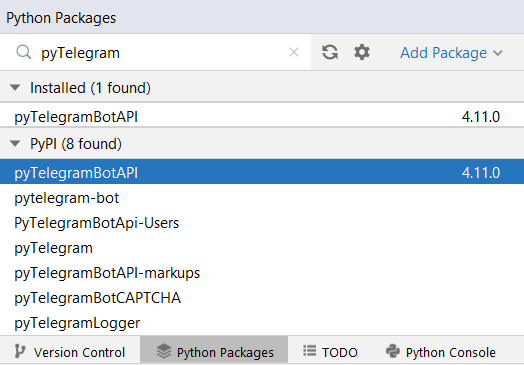 Python Packages
pyTelegram
Add Package
Installed (1 found)
pyTelegramBotAPI 4.11.0
PyPI (8 found)
pyTelegramBotAPI 4.11.0
pytelegram-bot
PyTelegramBotApi-Users
pyTelegram
pyTelegramBotAPI-markups
pyTelegramBotCAPTCHA
pyTelegramLogger
Version Control Python Packages TODO Python Console